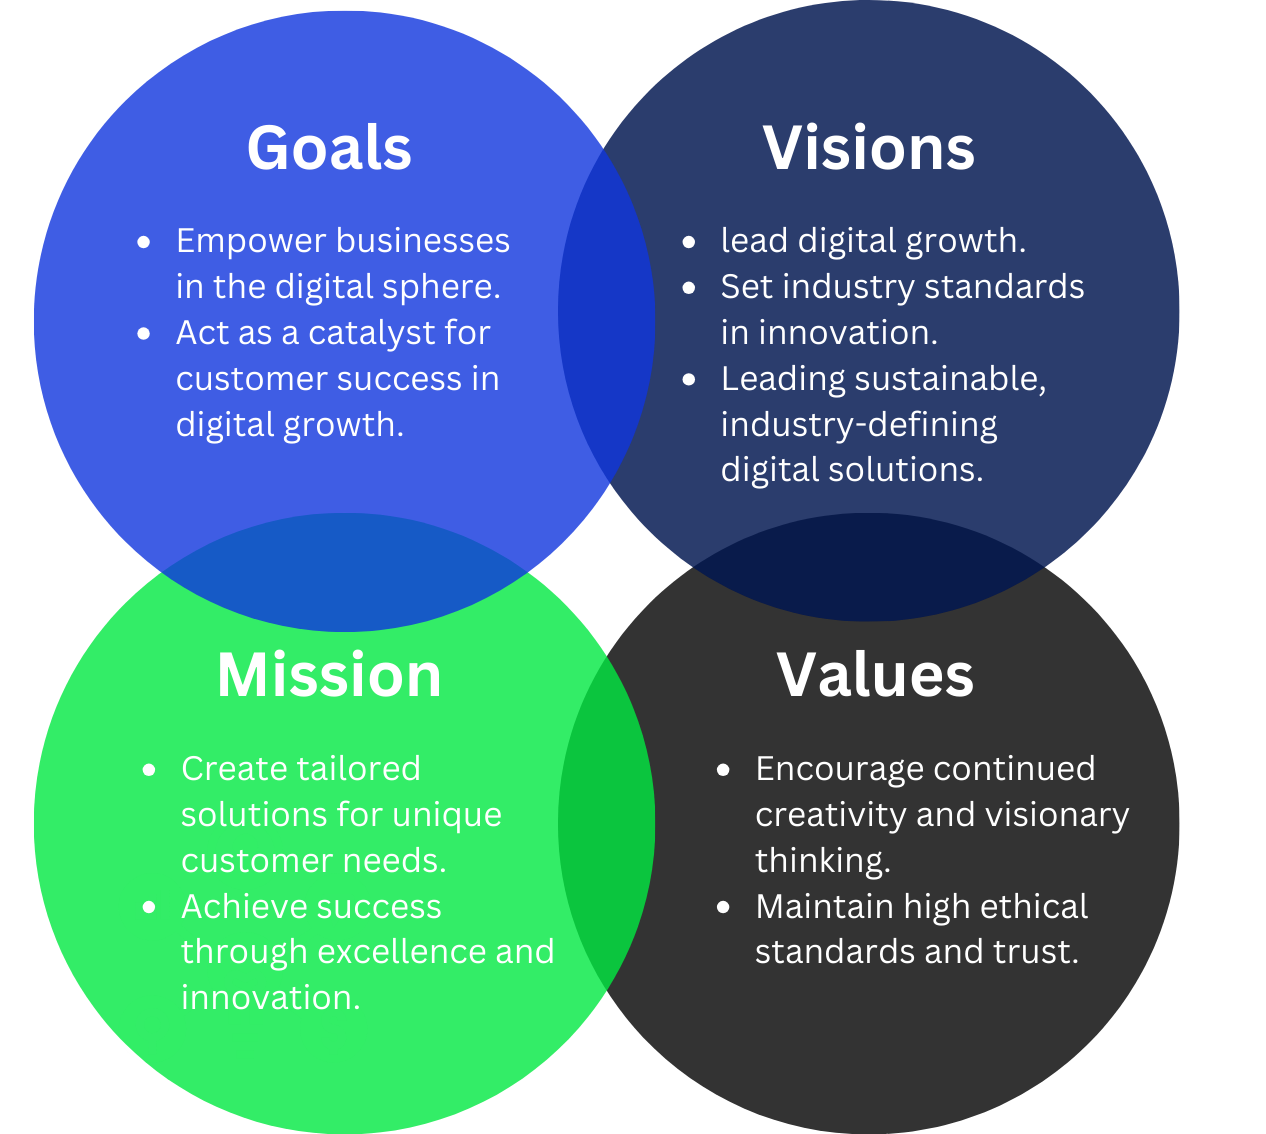 Goals
• Empower businesses
in the digital sphere.
• Act as a catalyst for
customer success in
digital growth.
Visions
• lead digital growth.
• Set industry standards
in innovation.
• Leading sustainable,
industry-defining
digital solutions.
Mission
• Create tailored
solutions for unique
customer needs.
• Achieve success
through excellence and
innovation.
Values
• Encourage continued
creativity and visionary
thinking.
• Maintain high ethical
standards and trust.